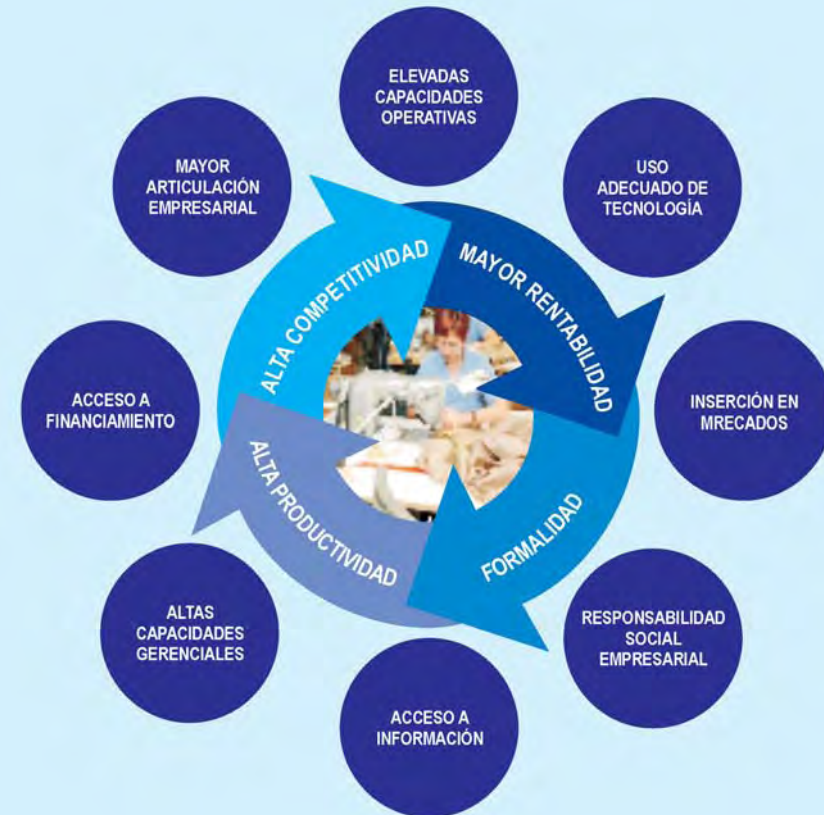 ELEVADAS
CAPACIDADES
OPERATIVAS
USO
ADECUADO DE
TECNOLOGÍA
INSERCIÓN EN
MRECADOS
RESPONSABILIDAD
SOCIAL
EMPRESARIAL
ACCESO A
INFORMACIÓN
ALTAS
CAPACIDADES
GERENCIALES
ACCESO A
FINANCIAMIENTO
MAYOR
ARTICULACIÓN
EMPRESARIAL
ALTA COMPETITIVIDAD
MAYOR RENTABILIDAD
FORMALIDAD
ALTA PRODUCTIVIDAD